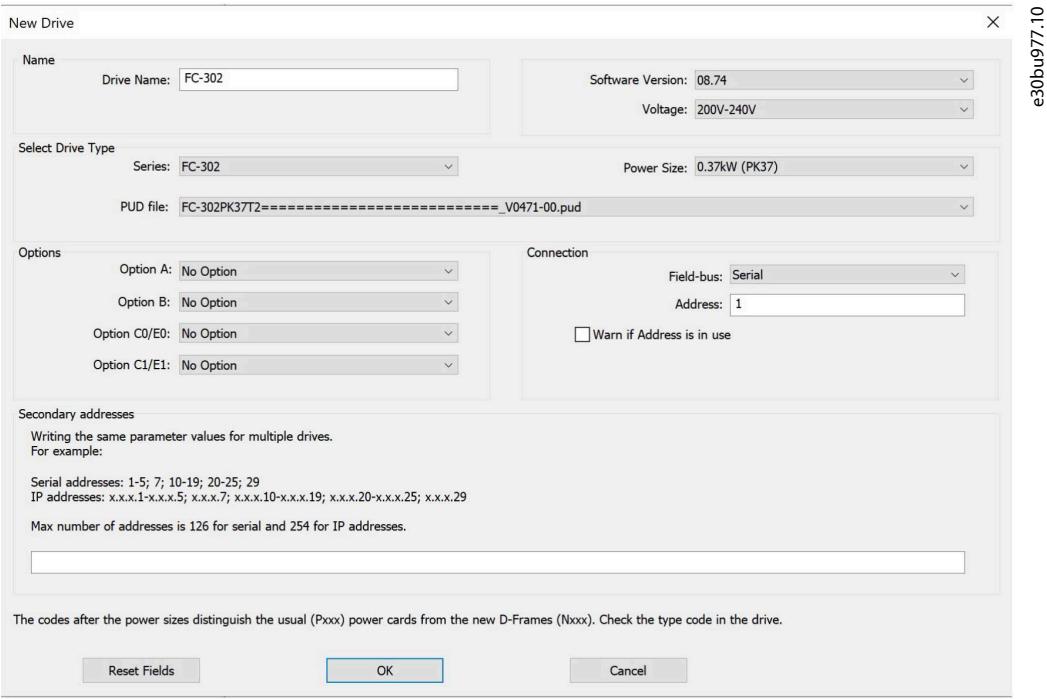 New Drive
e30bu977.10
Name
Drive Name: FC-302
Software Version: 08.74
Voltage: 200V-240V
Select Drive Type
Series: FC-302
Power Size: 0.37kW (PK37)
PUD file: FC-302PK37T2===========================_V0471-00.pud
Options
Option A: No Option
Option B: No Option
Option C0/E0: No Option
Option C1/E1: No Option
Connection
Field-bus: Serial
Address: 1
Warn if Address is in use
Secondary addresses
Writing the same parameter values for multiple drives.
For example:
Serial addresses: 1-5; 7; 10-19; 20-25; 29
IP addresses: x.x.x.1-x.x.x.5; x.x.x.7; x.x.x.10-x.x.x.19; x.x.x.20-x.x.x.25; x.x.x.29
Max number of addresses is 126 for serial and 254 for IP addresses.
The codes after the power sizes distinguish the usual (Pxxx) power cards from the new D-Frames (Nxxx). Check the type code in the drive.
Reset Fields
OK
Cancel